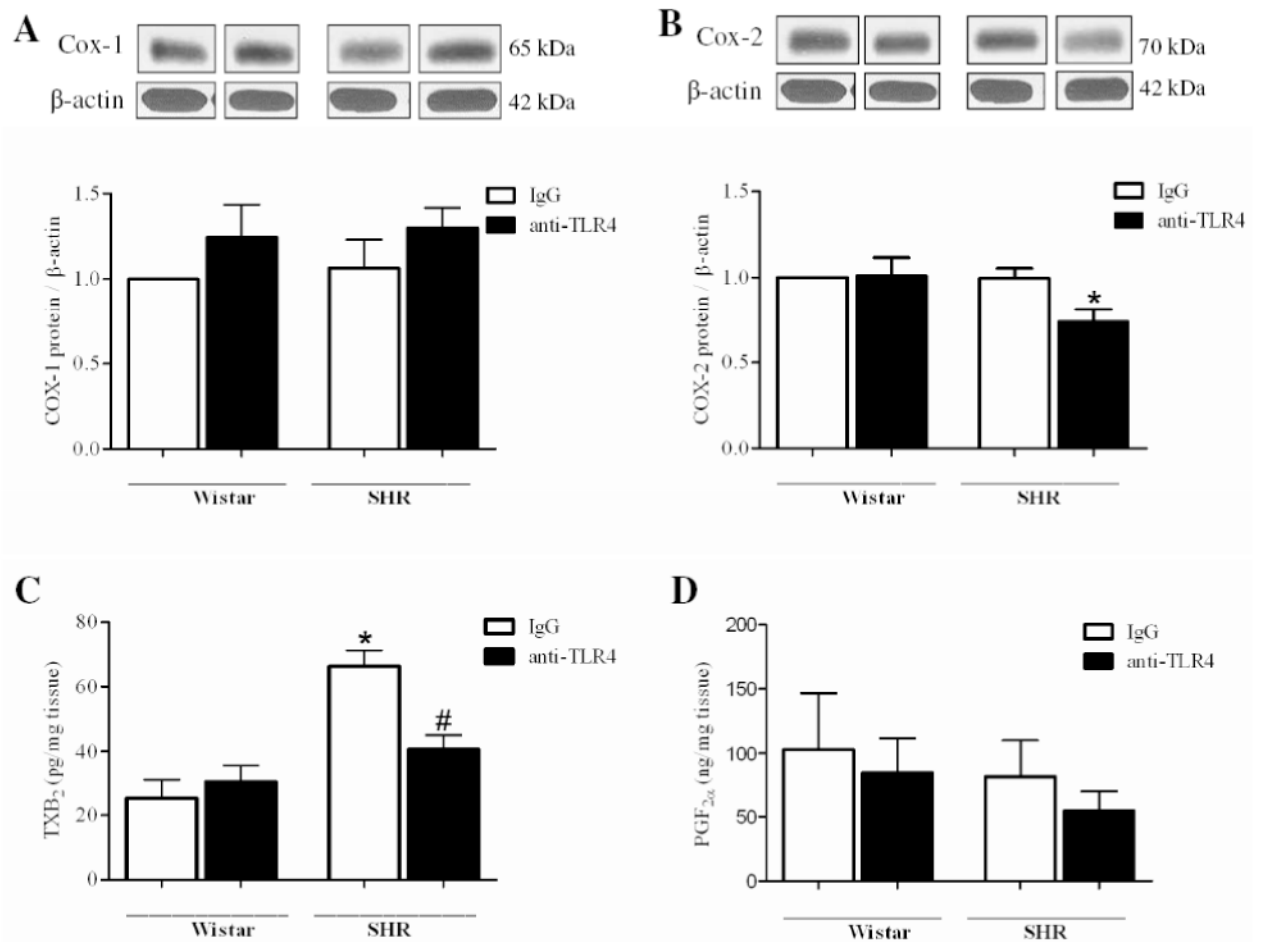 A
Cox-1
65 kDa
β-actin
42 kDa
1.5
1.0
0.5
0.0
COX-1 protein / β-actin
IgG
anti-TLR4
Wistar
SHR
B
Cox-2
70 kDa
β-actin
42 kDa
1.5
1.0
0.5
0.0
COX-2 protein / β-actin
IgG
anti-TLR4
*
Wistar
SHR
C
80
60
40
20
0
TXB₂ (pg/mg tissue)
IgG
anti-TLR4
*
#
Wistar
SHR
D
200
150
100
50
0
PGF₂α (ng/mg tissue)
IgG
anti-TLR4
Wistar
SHR